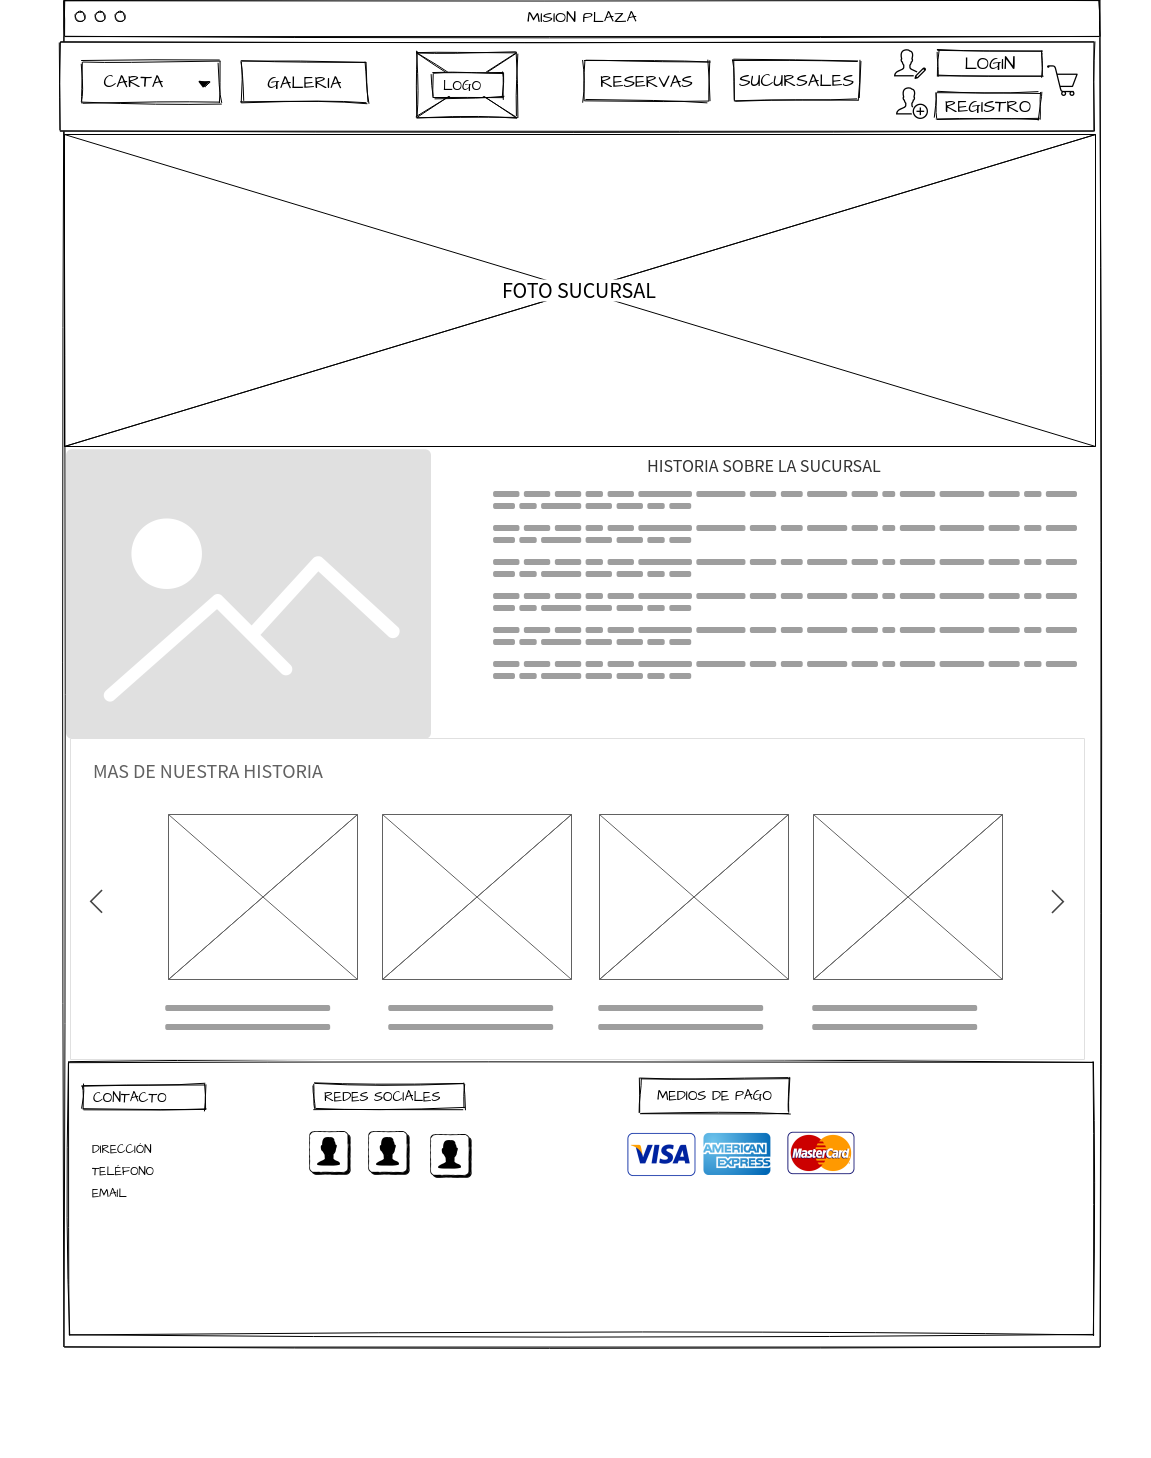 MISION PLAZA
CARTA
GALERIA
LOGO
RESERVAS
SUCURSALES
LOGIN
REGISTRO
FOTO SUCURSAL
HISTORIA SOBRE LA SUCURSAL
MAS DE NUESTRA HISTORIA
CONTACTO
REDES SOCIALES
MEDIOS DE PAGO
DIRECCIÓN
TELÉFONO
EMAIL
VISA
AMERICAN
EXPRESS
MasterCard